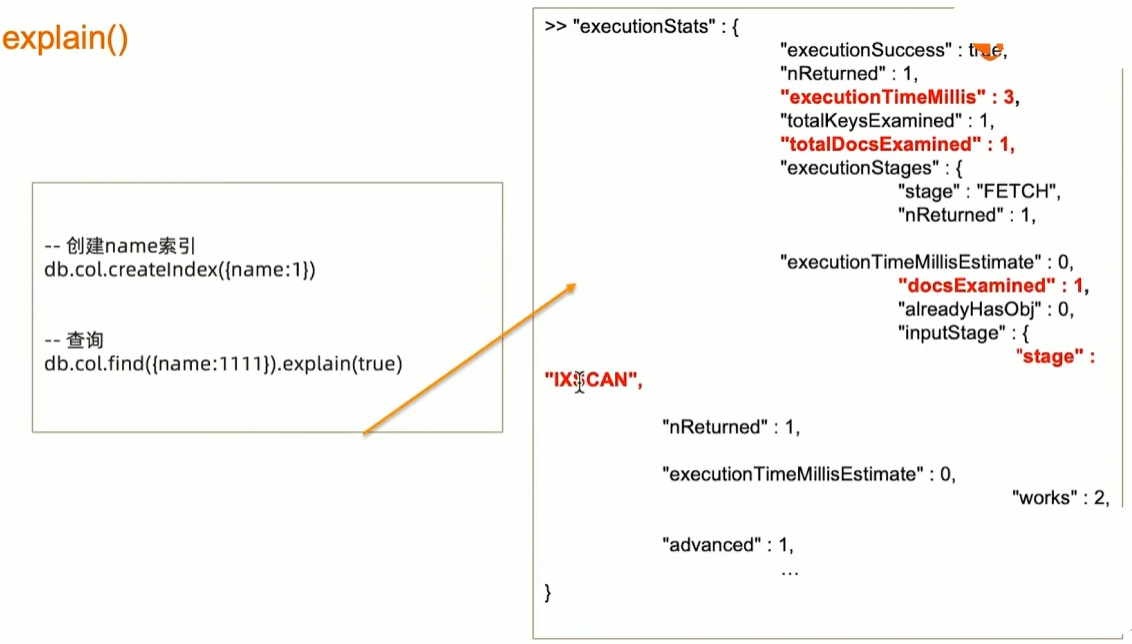 explain()
-- 创建name索引
db.col.createIndex({name:1})
-- 查询
db.col.find({name:1111}).explain(true)
>> "executionStats" : {
"executionSuccess" : true,
"nReturned" : 1,
"executionTimeMillis" : 3,
"totalKeysExamined" : 1,
"totalDocsExamined" : 1,
"executionStages" : {
"stage" : "FETCH",
"nReturned" : 1,
"executionTimeMillisEstimate" : 0,
"docsExamined" : 1,
"alreadyHasObj" : 0,
"inputStage" : {
"stage" :
"IXSCAN",
"nReturned" : 1,
"executionTimeMillisEstimate" : 0,
"works" : 2,
"advanced" : 1,
...
}